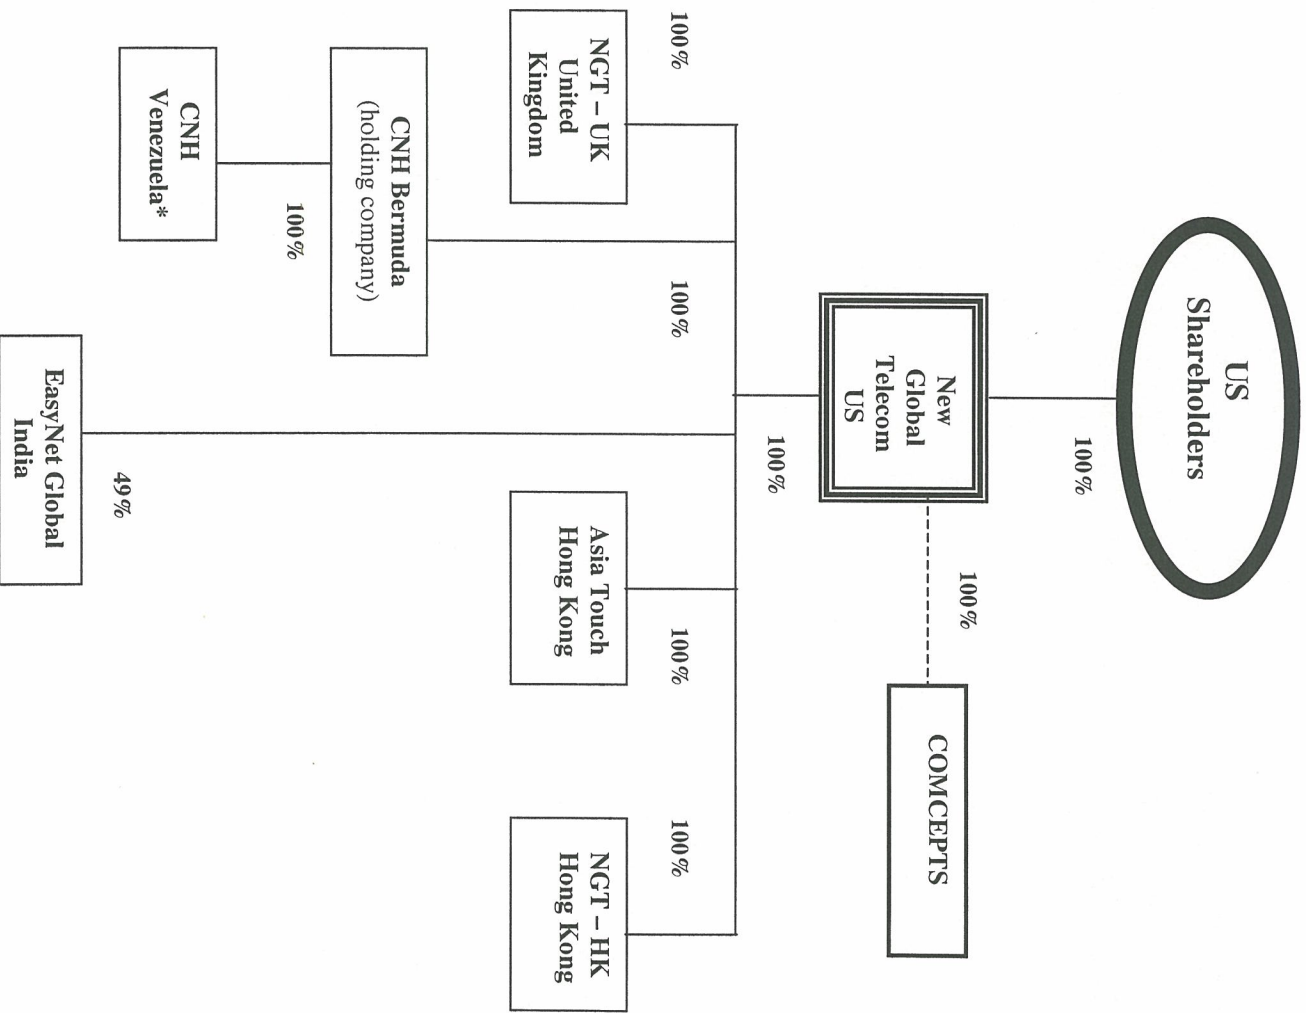 US
Shareholders
100%
New
Global
Telecom
US
100%
COMCEPTS
100%
100%
100%
100%
100%
NGT – UK
United
Kingdom
Asia Touch
Hong Kong
NGT – HK
Hong Kong
CNH Bermuda
(holding company)
100%
CNH
Venezuela*
49%
EasyNet Global
India